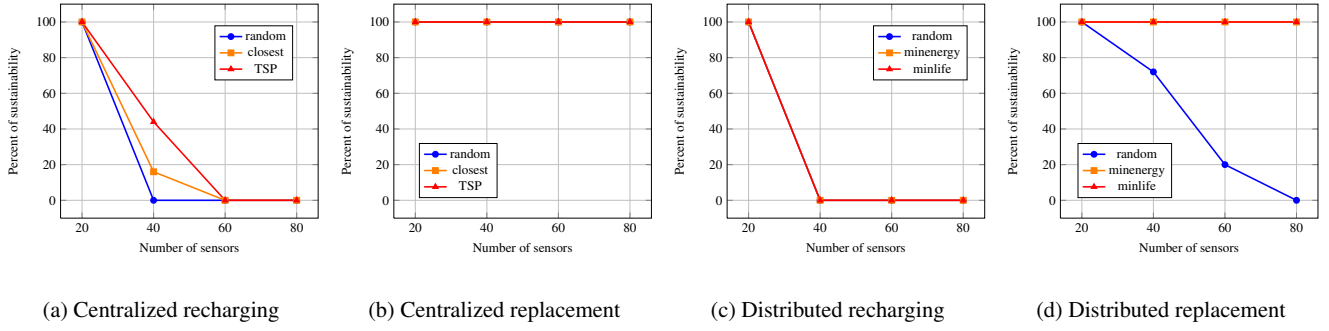 100
80
60
40
20
0
Percent of sustainability
random
closest
TSP
20
40
60
80
Number of sensors
(a) Centralized recharging
100
80
60
40
20
0
Percent of sustainability
random
closest
TSP
20
40
60
80
Number of sensors
(b) Centralized replacement
100
80
60
40
20
0
Percent of sustainability
random
minenergy
minlife
20
40
60
80
Number of sensors
(c) Distributed recharging
100
80
60
40
20
0
Percent of sustainability
random
minenergy
minlife
20
40
60
80
Number of sensors
(d) Distributed replacement